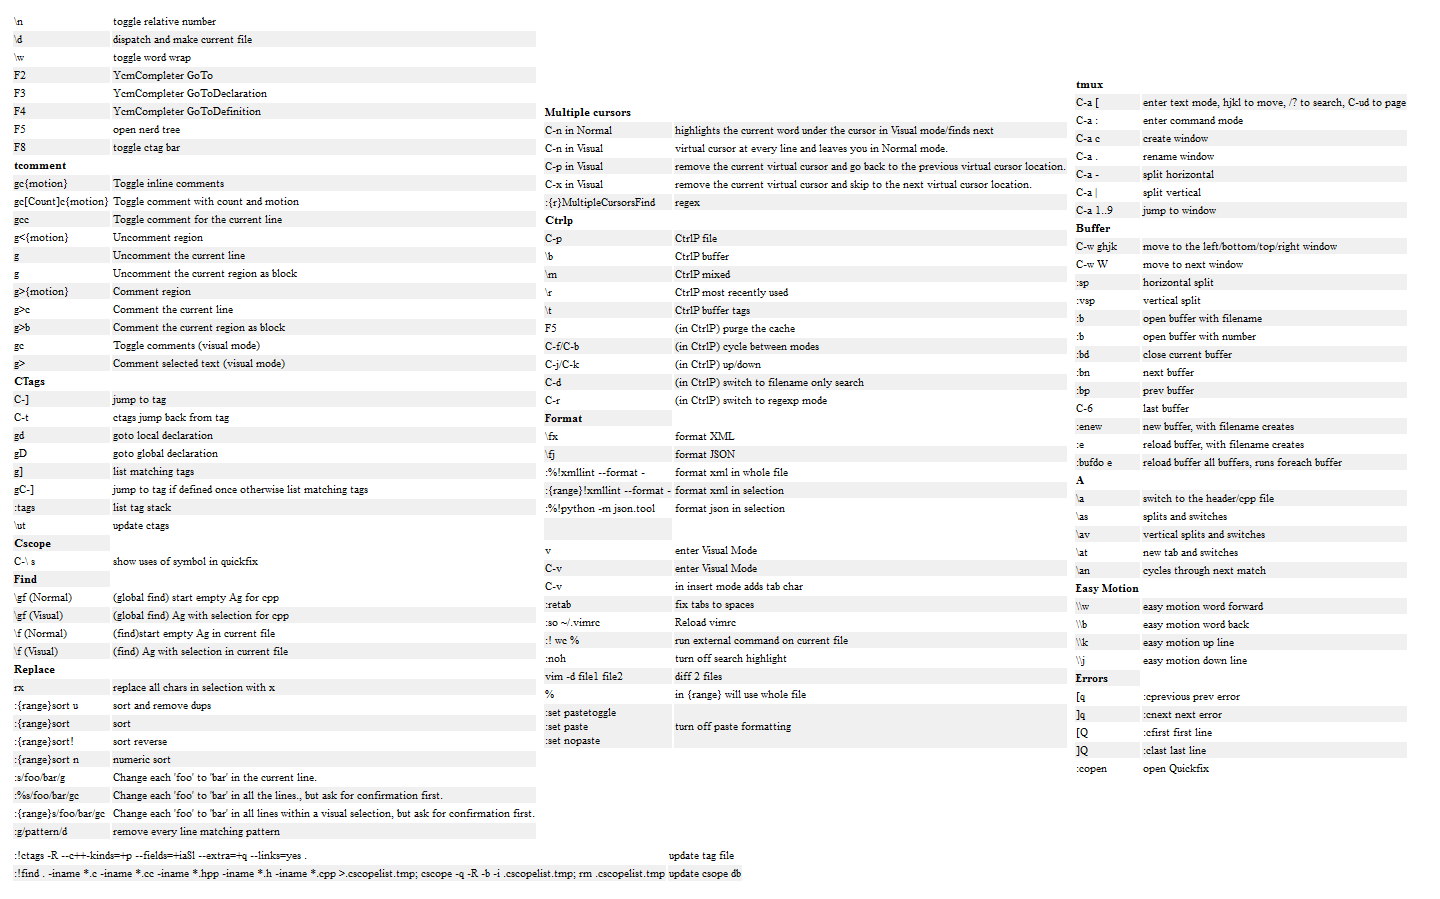 \n toggle relative number
\d dispatch and make current file
\w toggle word wrap
F2 YcmCompleter GoTo
F3 YcmCompleter GoToDeclaration
F4 YcmCompleter GoToDefinition
F5 open nerd tree
F8 toggle ctag bar
tcomment
gc{motion} Toggle inline comments
gc[Count]c{motion} Toggle comment with count and motion
gcc Toggle comment for the current line
g<{motion} Uncomment region
g Uncomment the current line
g Uncomment the current region as block
g>{motion} Comment region
g>c Comment the current line
g>b Comment the current region as block
gc Toggle comments (visual mode)
g> Comment selected text (visual mode)
CTags
C-] jump to tag
C-t ctags jump back from tag
gd goto local declaration
gD goto global declaration
g] list matching tags
gC-] jump to tag if defined once otherwise list matching tags
:tags list tag stack
\ut update ctags
Cscope
C-\ s show uses of symbol in quickfix
Find
\gf (Normal) (global find) start empty Ag for cpp
\gf (Visual) (global find) Ag with selection for cpp
\f (Normal) (find)start empty Ag in current file
\f (Visual) (find) Ag with selection in current file
Replace
rx replace all chars in selection with x
:{range}sort u sort and remove dups
:{range}sort sort
:{range}sort! sort reverse
:{range}sort n numeric sort
:s/foo/bar/g Change each 'foo' to 'bar' in the current line.
:%s/foo/bar/gc Change each 'foo' to 'bar' in all the lines., but ask for confirmation first.
:{range}s/foo/bar/gc Change each 'foo' to 'bar' in all lines within a visual selection, but ask for confirmation first.
:g/pattern/d remove every line matching pattern
Multiple cursors
C-n in Normal highlights the current word under the cursor in Visual mode/finds next
C-n in Visual virtual cursor at every line and leaves you in Normal mode.
C-p in Visual remove the current virtual cursor and go back to the previous virtual cursor location.
C-x in Visual remove the current virtual cursor and skip to the next virtual cursor location.
:{r}MultipleCursorsFind regex
Ctrlp
C-p CtrlP file
\b CtrlP buffer
\m CtrlP mixed
\r CtrlP most recently used
\t CtrlP buffer tags
F5 (in CtrlP) purge the cache
C-f/C-b (in CtrlP) cycle between modes
C-j/C-k (in CtrlP) up/down
C-d (in CtrlP) switch to filename only search
C-r (in CtrlP) switch to regexp mode
Format
\fx format XML
\fj format JSON
:%!xmllint --format - format xml in whole file
:{range}!xmllint --format - format xml in selection
:%!python -m json.tool format json in selection
v enter Visual Mode
C-v enter Visual Mode
C-v in insert mode adds tab char
:retab fix tabs to spaces
:so ~/.vimrc Reload vimrc
:! wc % run external command on current file
:noh turn off search highlight
vim -d file1 file2 diff 2 files
% in {range} will use whole file
:set pastetoggle
:set paste turn off paste formatting
:set nopaste
tmux
C-a [ enter text mode, hjkl to move, /? to search, C-ud to page
C-a : enter command mode
C-a c create window
C-a . rename window
C-a - split horizontal
C-a | split vertical
C-a 1..9 jump to window
Buffer
C-w ghjk move to the left/bottom/top/right window
C-w W move to next window
:sp horizontal split
:vsp vertical split
:b open buffer with filename
:b open buffer with number
:bd close current buffer
:bn next buffer
:bp prev buffer
C-6 last buffer
:enew new buffer, with filename creates
:e reload buffer, with filename creates
:bufdo e reload buffer all buffers, runs foreach buffer
A
\a switch to the header/cpp file
\as splits and switches
\av vertical splits and switches
\at new tab and switches
\an cycles through next match
Easy Motion
\\w easy motion word forward
\\b easy motion word back
\\k easy motion up line
\\j easy motion down line
Errors
[q :cprevious prev error
]q :cnext next error
[Q :cfirst first line
]Q :clast last line
:copen open Quickfix
:!ctags -R --c++-kinds=+p --fields=+iaSl --extra=+q --links=yes . update tag file
:!find . -iname *.c -iname *.cc -iname *.hpp -iname *.h -iname *.cpp >.cscopelist.tmp; cscope -q -R -b -i .cscopelist.tmp; rm .cscopelist.tmp update csope db